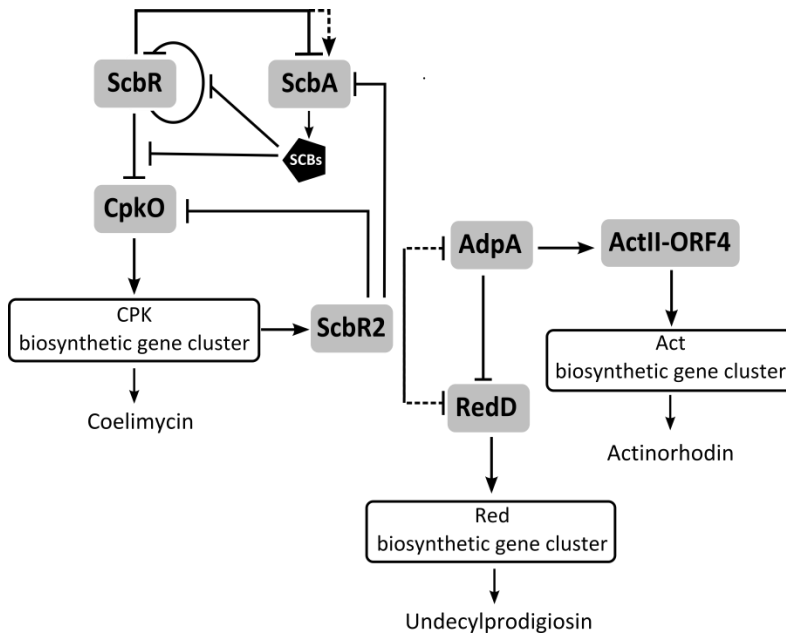 ScbR
ScbA
SCBs
CpkO
AdpA
ActII-ORF4
CPK
biosynthetic gene cluster
ScbR2
Act
biosynthetic gene cluster
Coelimycin
RedD
Actinorhodin
Red
biosynthetic gene cluster
Undecylprodigiosin